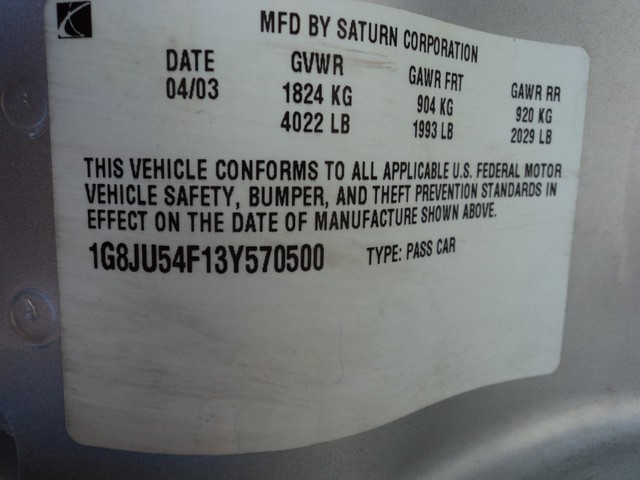 MFD BY SATURN CORPORATION
DATE GVWR GAWR FRT GAWR RR
04/03 1824 KG 904 KG 920 KG
4022 LB 1993 LB 2029 LB
THIS VEHICLE CONFORMS TO ALL APPLICABLE U.S. FEDERAL MOTOR
VEHICLE SAFETY, BUMPER, AND THEFT PREVENTION STANDARDS IN
EFFECT ON THE DATE OF MANUFACTURE SHOWN ABOVE.
1G8JU54F13Y570500 TYPE: PASS CAR